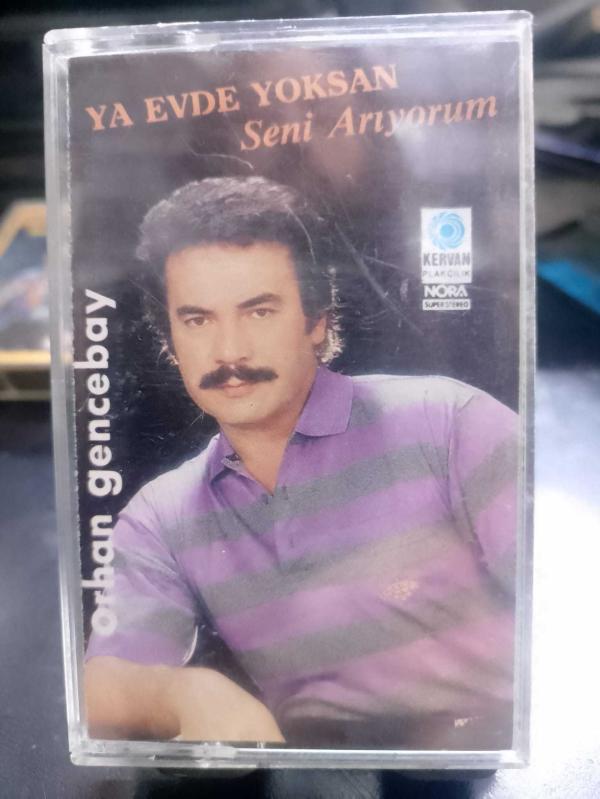 YA EVDE YOKSAN
Seni Arıyorum
KERVAN
PLAKÇILIK
NORA
SUPER STEREO
orhan gencebay